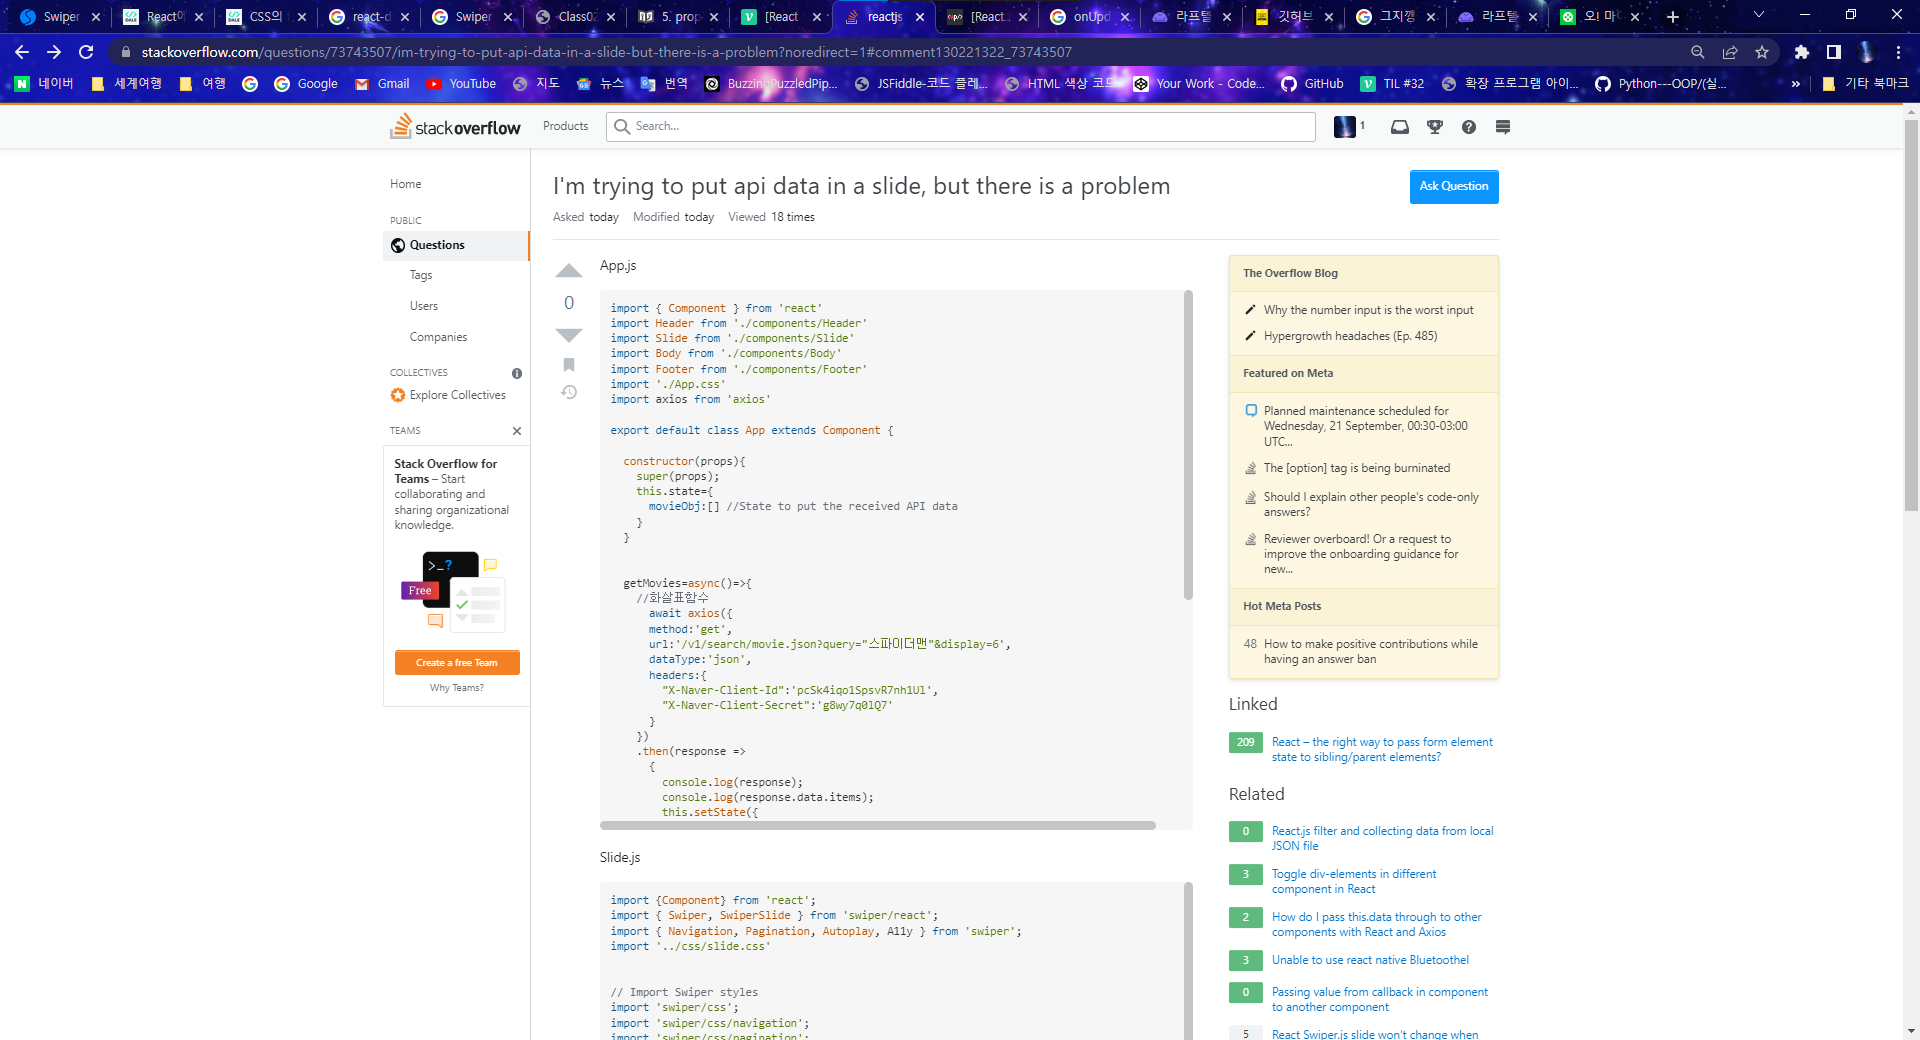 Swiper
React에
CSS의
react-d
Swiper
Class02
5. prop
[React
reactjs
[React.
onUpd
라프텔
깃허브
그지깽
라프텔
오! 마이
stackoverflow.com/questions/73743507/im-trying-to-put-api-data-in-a-slide-but-there-is-a-problem?noredirect=1#comment130221322_73743507
네이버
세계여행
여행
Google
Gmail
YouTube
지도
뉴스
번역
BuzzingPuzzledPip...
JSFiddle-코드 플레...
HTML 색상 코드
Your Work - Code...
GitHub
TIL #32
확장 프로그램 아이...
Python---OOP/(실...
»
기타 북마크
stackoverflow
Products
Search...
1
Home
PUBLIC
Questions
Tags
Users
Companies
COLLECTIVES
Explore Collectives
TEAMS
Stack Overflow for
Teams – Start
collaborating and
sharing organizational
knowledge.
>_?
Free
Create a free Team
Why Teams?
I'm trying to put api data in a slide, but there is a problem
Ask Question
Asked today Modified today Viewed 18 times
0
App.js
import { Component } from 'react'
import Header from './components/Header'
import Slide from './components/Slide'
import Body from './components/Body'
import Footer from './components/Footer'
import './App.css'
import axios from 'axios'
export default class App extends Component {
constructor(props){
super(props);
this.state={
movieObj:[] //State to put the received API data
}
}
getMovies=async()=>{
//화살표함수
await axios({
method:'get',
url:'/v1/search/movie.json?query="스파이더맨"&display=6',
dataType:'json',
headers:{
"X-Naver-Client-Id":'pcSk4iqo1SpsvR7nh1Ul',
"X-Naver-Client-Secret":'g8wy7q0lQ7'
}
})
.then(response =>
{
console.log(response);
console.log(response.data.items);
this.setState({
Slide.js
import {Component} from 'react';
import { Swiper, SwiperSlide } from 'swiper/react';
import { Navigation, Pagination, Autoplay, A11y } from 'swiper';
import '../css/slide.css'
// Import Swiper styles
import 'swiper/css';
import 'swiper/css/navigation';
import 'swiper/css/pagination';
The Overflow Blog
Why the number input is the worst input
Hypergrowth headaches (Ep. 485)
Featured on Meta
Planned maintenance scheduled for
Wednesday, 21 September, 00:30-03:00
UTC...
The [option] tag is being burninated
Should I explain other people's code-only
answers?
Reviewer overboard! Or a request to
improve the onboarding guidance for
new...
Hot Meta Posts
48 How to make positive contributions while
having an answer ban
Linked
209 React – the right way to pass form element
state to sibling/parent elements?
Related
0 React.js filter and collecting data from local
JSON file
3 Toggle div-elements in different
component in React
2 How do I pass this.data through to other
components with React and Axios
3 Unable to use react native Bluetoothel
0 Passing value from callback in component
to another component
5 React Swiper.js slide won't change when